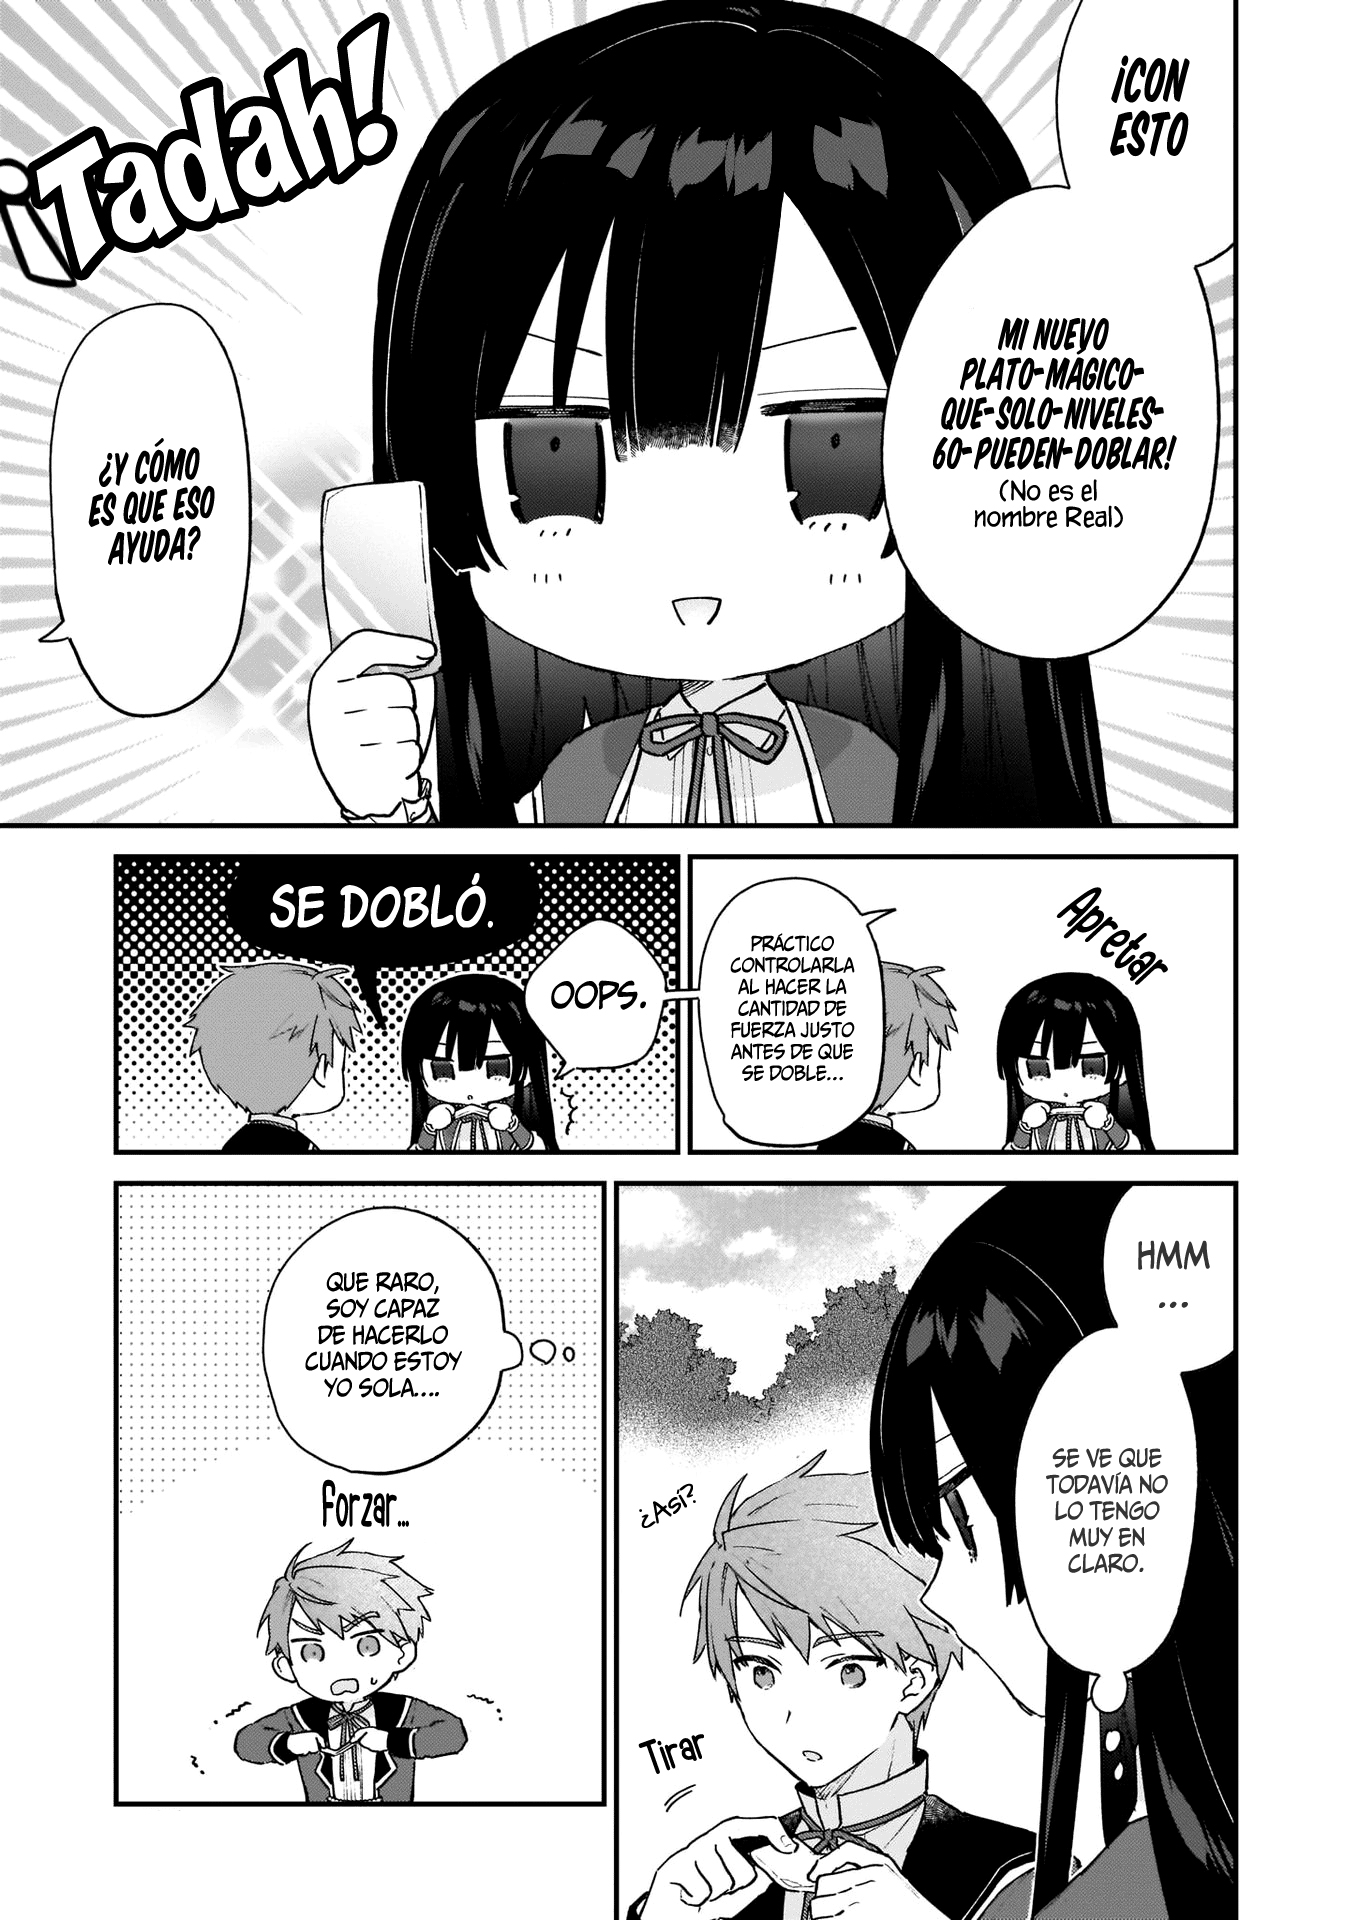 ¡CON
ESTO
MI NUEVO
PLATO-MÁGICO-
QUE-SOLO-NIVELES-
60-PUEDEN-DOBLAR!
(No es el
nombre Real)
¡Tadah!
¿Y CÓMO
ES QUE ESO
AYUDA?
Apretar
PRÁCTICO
CONTROLARLA
AL HACER LA
CANTIDAD DE
FUERZA JUSTO
ANTES DE QUE
SE DOBLE...
OOPS.
SE DOBLÓ.
HMM
...
SE VE QUE
TODAVÍA NO
LO TENGO
MUY EN
CLARO.
¿Así?
Tirar
QUE RARO,
SOY CAPAZ
DE HACERLO
CUANDO ESTOY
YO SOLA....
Forzar...